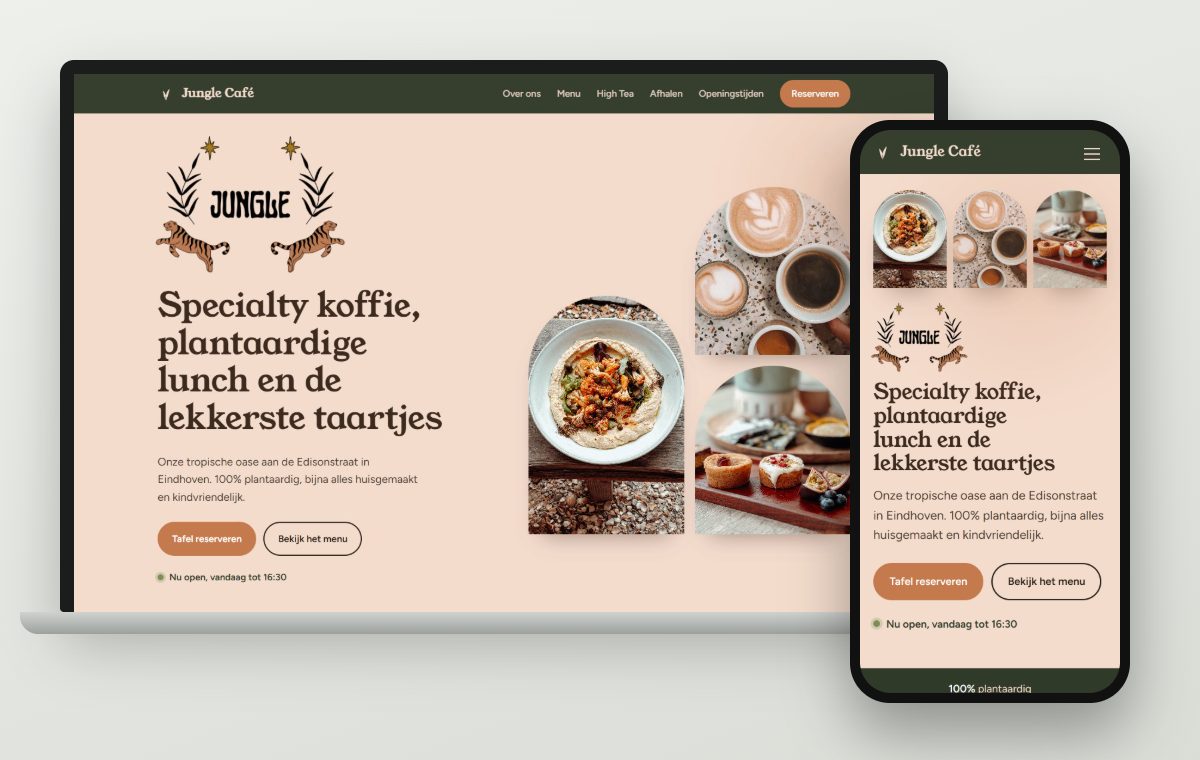 Jungle Café
Over ons Menu High Tea Afhalen Openingstijden Reserveren
JUNGLE
Specialty koffie,
plantaardige
lunch en de
lekkerste taartjes
Onze tropische oase aan de Edisonstraat in
Eindhoven. 100% plantaardig, bijna alles huisgemaakt
en kindvriendelijk.
Tafel reserveren Bekijk het menu
Nu open, vandaag tot 16:30
Jungle Café
JUNGLE
Specialty koffie,
plantaardige
lunch en de
lekkerste taartjes
Onze tropische oase aan de Edisonstraat
in Eindhoven. 100% plantaardig, bijna alles
huisgemaakt en kindvriendelijk.
Tafel reserveren Bekijk het menu
Nu open, vandaag tot 16:30
100% plantaardig